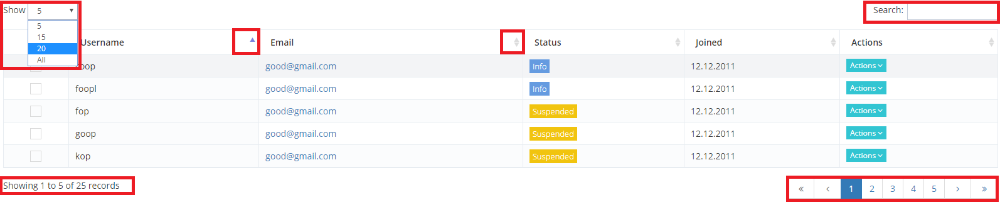 Show 5 Search:
5
15
20
All
Username Email Status Joined Actions
good@gmail.com Info 12.12.2011 Actions
foopl good@gmail.com Info 12.12.2011 Actions
fop good@gmail.com Suspended 12.12.2011 Actions
goop good@gmail.com Suspended 12.12.2011 Actions
kop good@gmail.com Suspended 12.12.2011 Actions
Showing 1 to 5 of 25 records « ‹ 1 2 3 4 5 › »